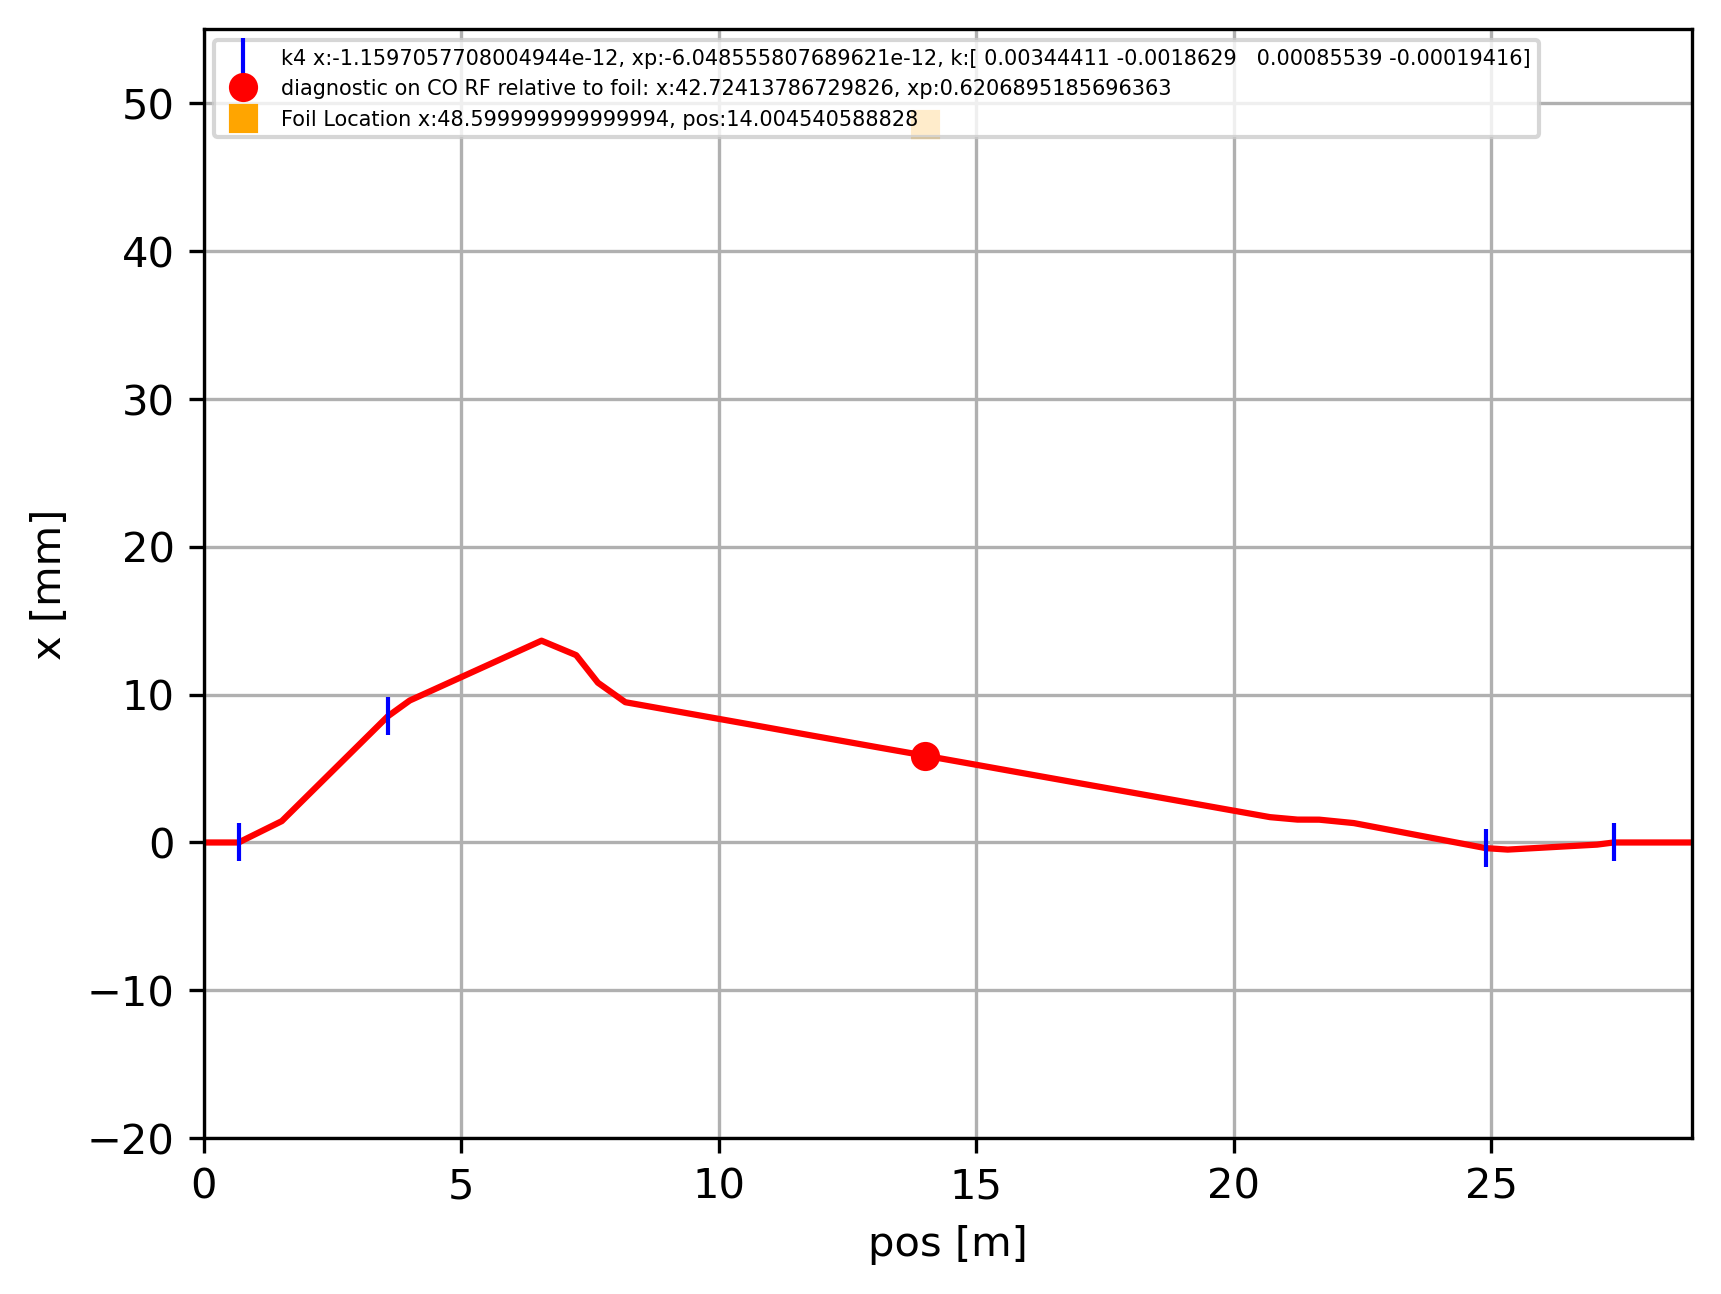 k4 x:-1.1597057708004944e-12, xp:-6.048555807689621e-12, k:[ 0.00344411 -0.0018629   0.00085539 -0.00019416]
diagnostic on CO RF relative to foil: x:42.72413786729826, xp:0.6206895185696363
Foil Location x:48.599999999999994, pos:14.004540588828
50
40
30
20
10
0
−10
−20
x [mm]
0 5 10 15 20 25
pos [m]